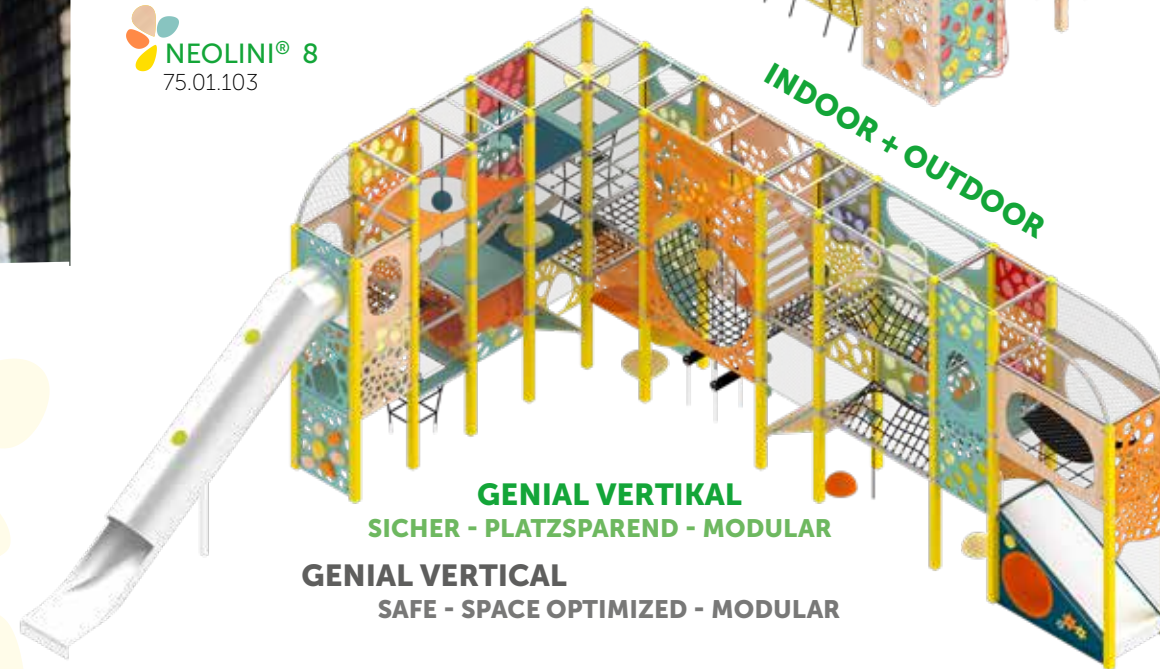 NEOLINI® 8
75.01.103
INDOOR + OUTDOOR
GENIAL VERTIKAL
SICHER - PLATZSPAREND - MODULAR
GENIAL VERTICAL
SAFE - SPACE OPTIMIZED - MODULAR